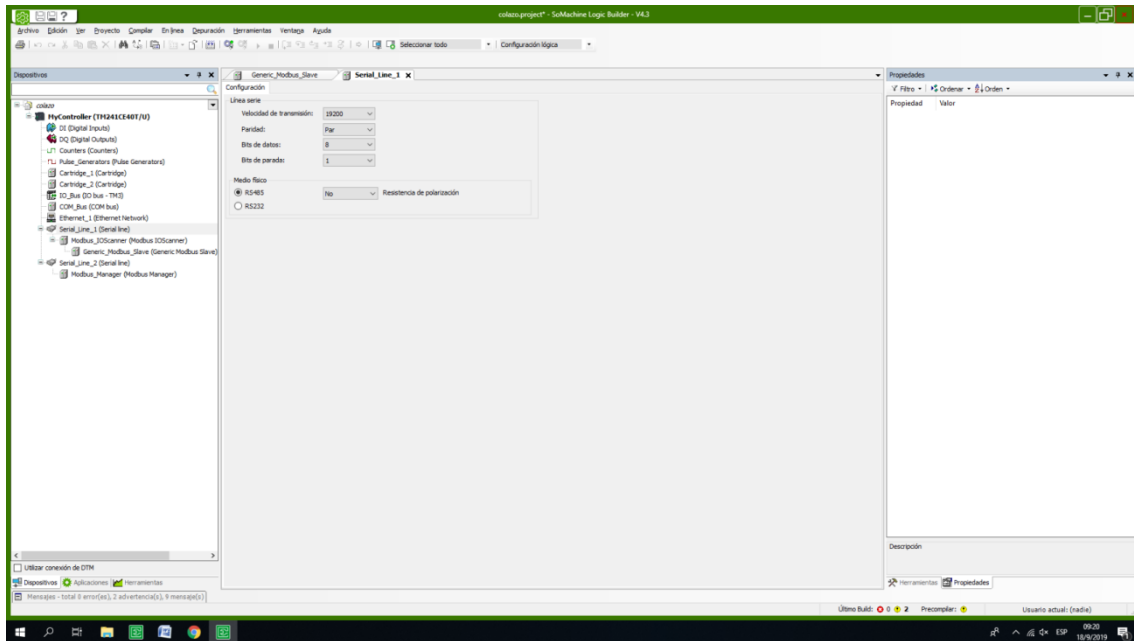 colazo.project* - SoMachine Logic Builder - V4.3
Archivo Edición Ver Proyecto Compilar En línea Depuración Herramientas Ventana Ayuda
Seleccionar todo Configuración lógica
Dispositivos
colazo
MyController (TM241CE40T/U)
DI (Digital Inputs)
DQ (Digital Outputs)
Counters (Counters)
Pulse_Generators (Pulse Generators)
Cartridge_1 (Cartridge)
Cartridge_2 (Cartridge)
IO_Bus (IO bus - TM3)
COM_Bus (COM bus)
Ethernet_1 (Ethernet Network)
Serial_Line_1 (Serial line)
Modbus_IOScanner (Modbus IOScanner)
Generic_Modbus_Slave (Generic Modbus Slave)
Serial_Line_2 (Serial line)
Modbus_Manager (Modbus Manager)
Utilizar conexión de DTM
Dispositivos Aplicaciones Herramientas
Generic_Modbus_Slave Serial_Line_1 X
Configuración
Línea serie
Velocidad de transmisión: 19200
Paridad: Par
Bits de datos: 8
Bits de parada: 1
Medio físico
RS485 No Resistencia de polarización
RS232
Propiedades
Filtro Ordenar Orden
Propiedad Valor
Descripción
Herramientas Propiedades
Mensajes - total 0 error(es), 2 advertencia(s), 9 mensaje(s)
Último Build: 0 2 Precompilar: Usuario actual: (nadie)
ESP 09:20
18/9/2019